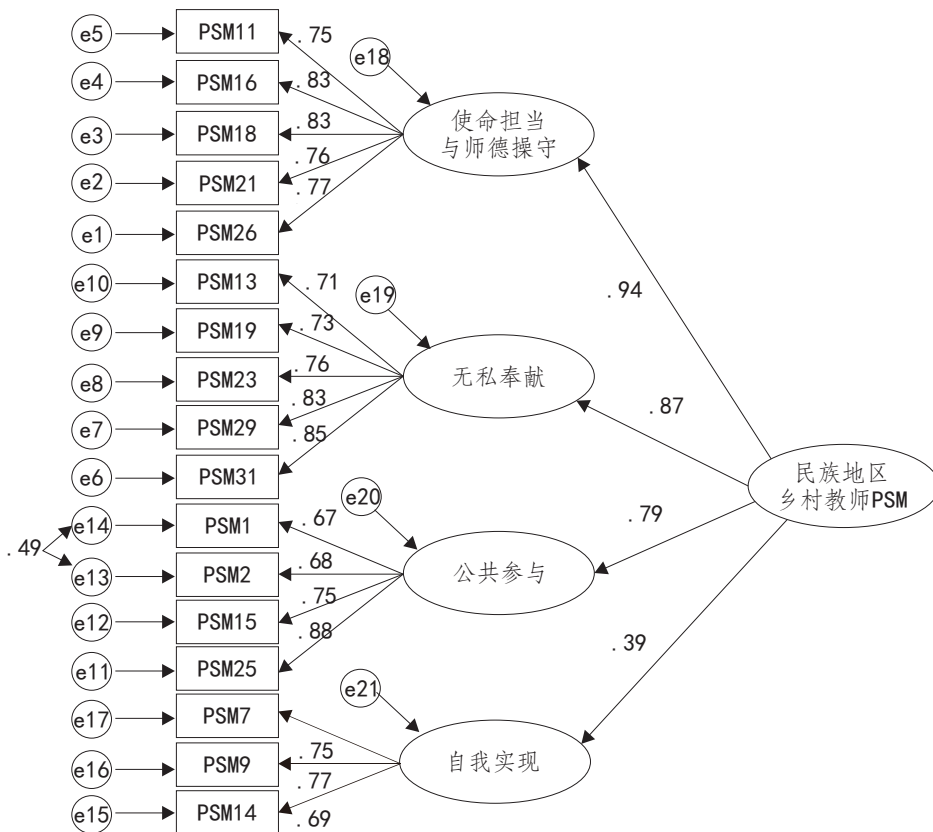 e5
PSM11
.75
e18
e4
PSM16
.83
使命担当
与师德操守
e3
PSM18
.83
e2
PSM21
.76
e1
PSM26
.77
e10
PSM13
.71
e19
.94
e9
PSM19
.73
e8
PSM23
.76
无私奉献
e7
PSM29
.83
.87
e6
PSM31
.85
民族地区
乡村教师PSM
e14
PSM1
.67
e20
.79
.49
e13
PSM2
.68
公共参与
e12
PSM15
.75
e11
PSM25
.88
.39
e17
PSM7
e21
e16
PSM9
.75
自我实现
.77
e15
PSM14
.69